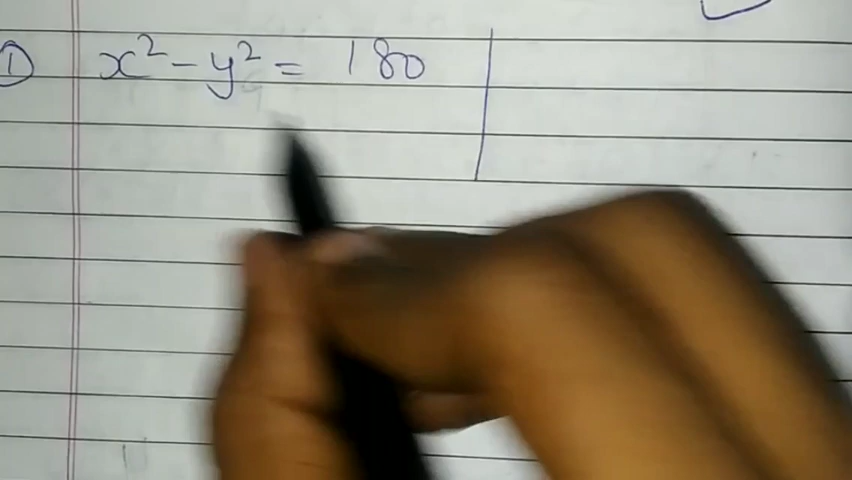 ① x² - y² = 180